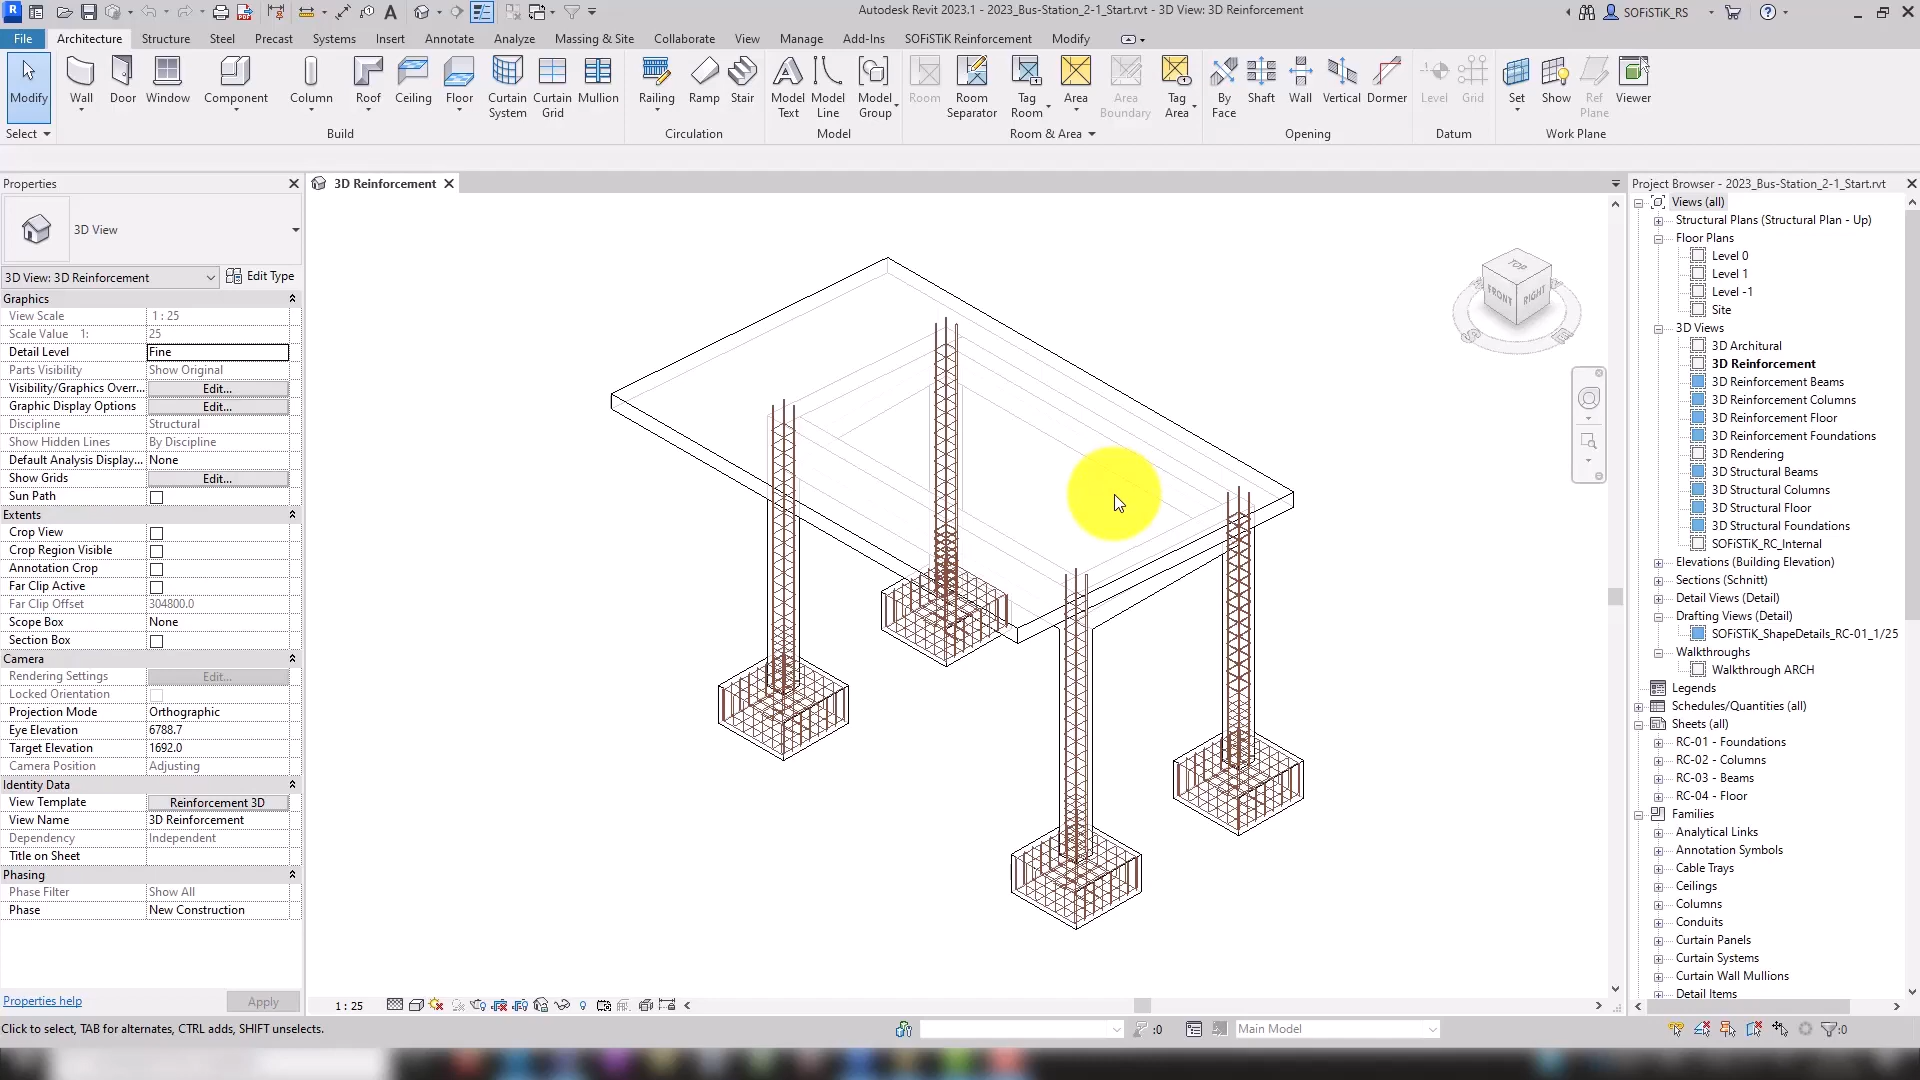 Autodesk Revit 2023.1 - 2023_Bus-Station_2-1_Start.rvt - 3D View: 3D Reinforcement
SOFiSTiK_RS
File Architecture Structure Steel Precast Systems Insert Annotate Analyze Massing & Site Collaborate View Manage Add-Ins SOFiSTiK Reinforcement Modify
Modify Wall Door Window Component Column Roof Ceiling Floor Curtain System Curtain Grid Mullion Railing Ramp Stair Model Text Model Line Model Group Room Room Separator Tag Room Area Area Boundary Tag Area By Face Shaft Wall Vertical Dormer Level Grid Set Show Ref Plane Viewer
Select Build Circulation Model Room & Area Opening Datum Work Plane
Properties
3D View
3D View: 3D Reinforcement Edit Type
Graphics
View Scale 1 : 25
Scale Value 1: 25
Detail Level Fine
Parts Visibility Show Original
Visibility/Graphics Overr... Edit...
Graphic Display Options Edit...
Discipline Structural
Show Hidden Lines By Discipline
Default Analysis Display... None
Show Grids Edit...
Sun Path
Extents
Crop View
Crop Region Visible
Annotation Crop
Far Clip Active
Far Clip Offset 304800.0
Scope Box None
Section Box
Camera
Rendering Settings Edit...
Locked Orientation
Projection Mode Orthographic
Eye Elevation 6788.7
Target Elevation 1692.0
Camera Position Adjusting
Identity Data
View Template Reinforcement 3D
View Name 3D Reinforcement
Dependency Independent
Title on Sheet
Phasing
Phase Filter Show All
Phase New Construction
Properties help Apply
3D Reinforcement
TOP
FRONT RIGHT
1 : 25
Project Browser - 2023_Bus-Station_2-1_Start.rvt
Views (all)
Structural Plans (Structural Plan - Up)
Floor Plans
Level 0
Level 1
Level -1
Site
3D Views
3D Architural
3D Reinforcement
3D Reinforcement Beams
3D Reinforcement Columns
3D Reinforcement Floor
3D Reinforcement Foundations
3D Rendering
3D Structural Beams
3D Structural Columns
3D Structural Floor
3D Structural Foundations
SOFiSTiK_RC_Internal
Elevations (Building Elevation)
Sections (Schnitt)
Detail Views (Detail)
Drafting Views (Detail)
SOFiSTiK_ShapeDetails_RC-01_1/25
Walkthroughs
Walkthrough ARCH
Legends
Schedules/Quantities (all)
Sheets (all)
RC-01 - Foundations
RC-02 - Columns
RC-03 - Beams
RC-04 - Floor
Families
Analytical Links
Annotation Symbols
Cable Trays
Ceilings
Columns
Conduits
Curtain Panels
Curtain Systems
Curtain Wall Mullions
Detail Items
Click to select, TAB for alternates, CTRL adds, SHIFT unselects.
:0 Main Model :0